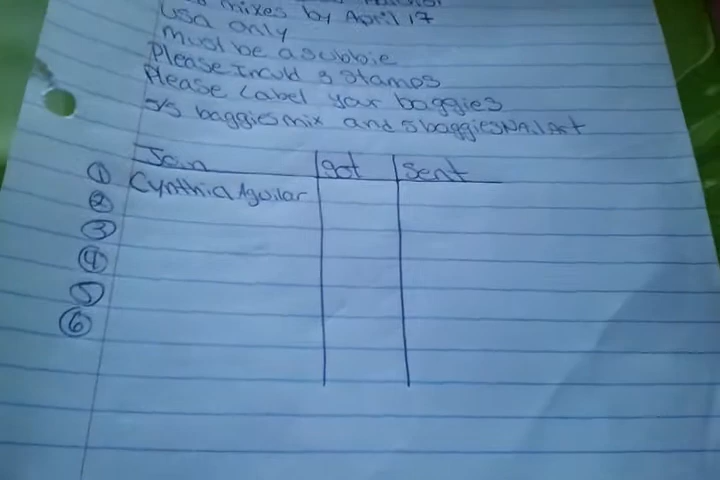 mixes by April 17
USA only
Must be a subbie
Please Inculd 3 stamps
Please Label your baggies
5/5 baggies mix and 5 baggies Nail Art
Join got Sent
① Cynthia Aguilar
②
③
④
⑤
⑥